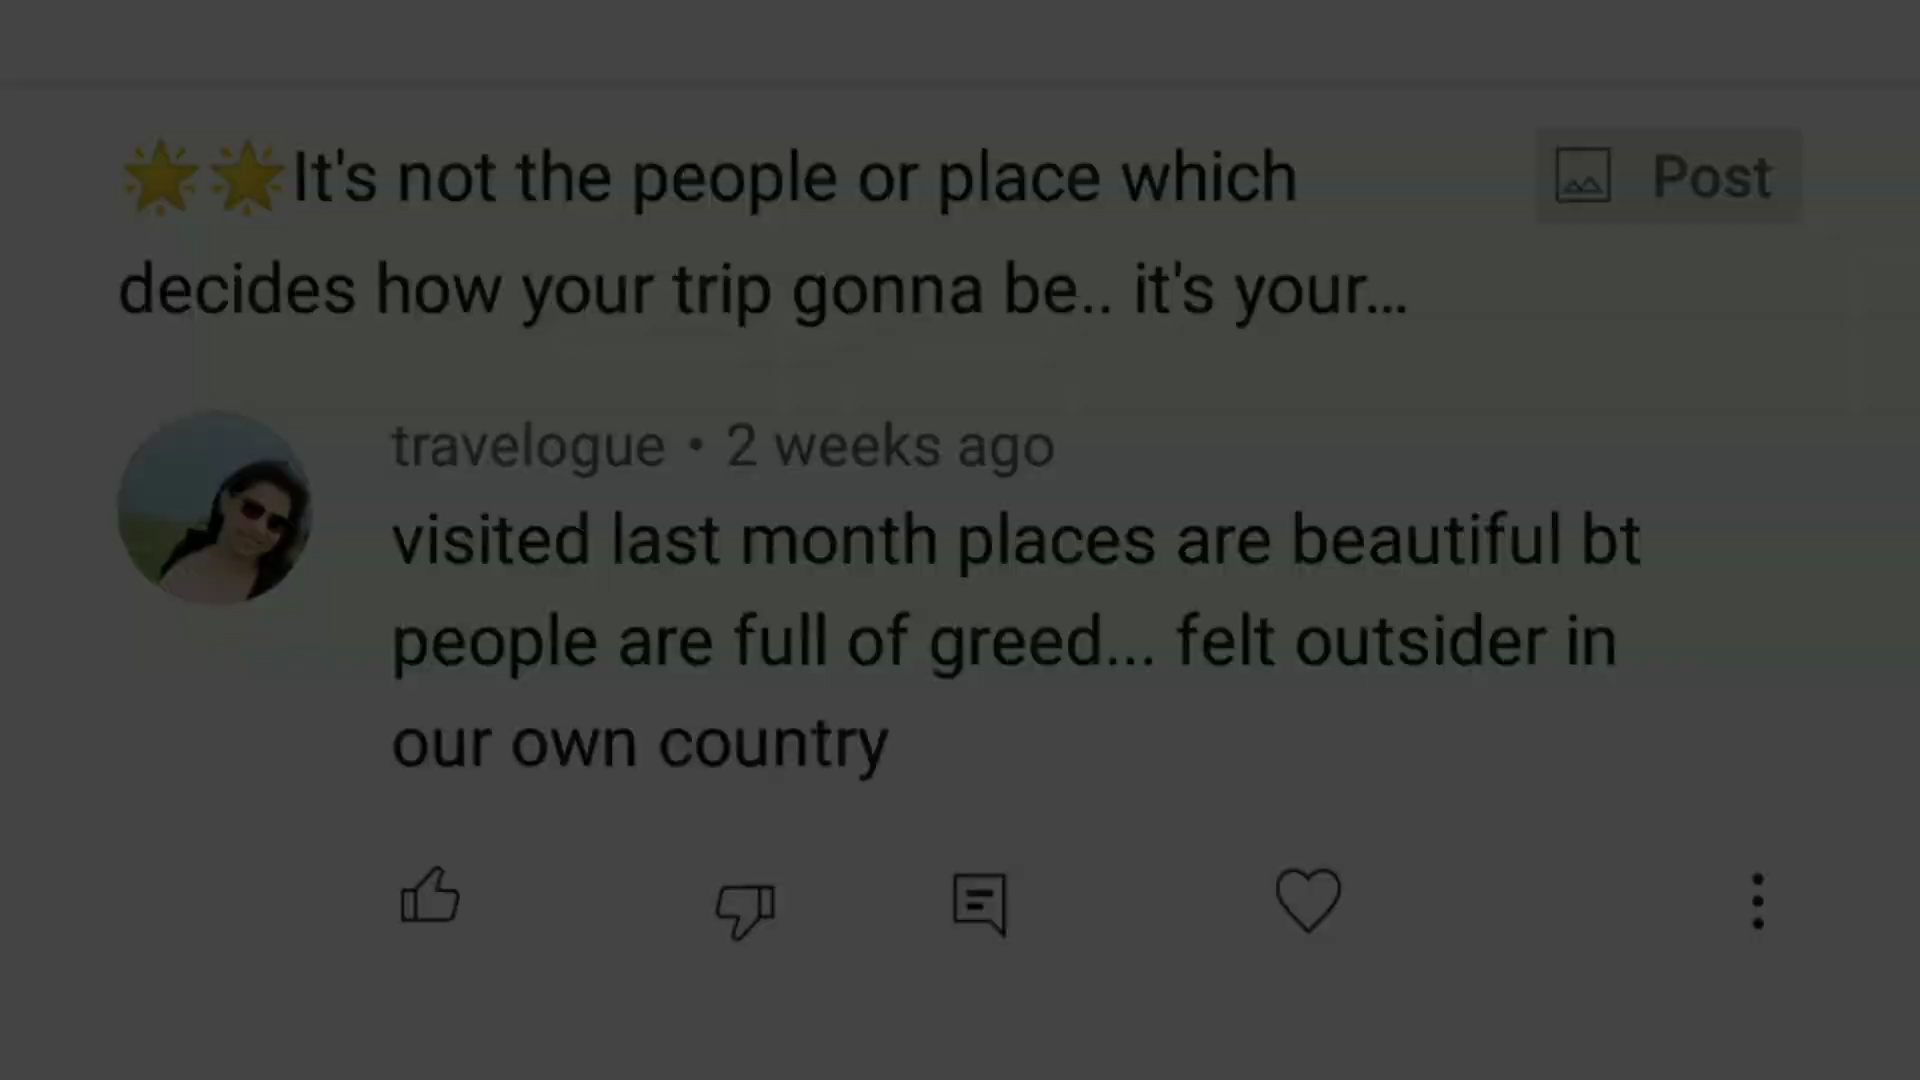 🌟🌟It's not the people or place which
Post
decides how your trip gonna be.. it's your...
travelogue • 2 weeks ago
visited last month places are beautiful bt
people are full of greed... felt outsider in
our own country